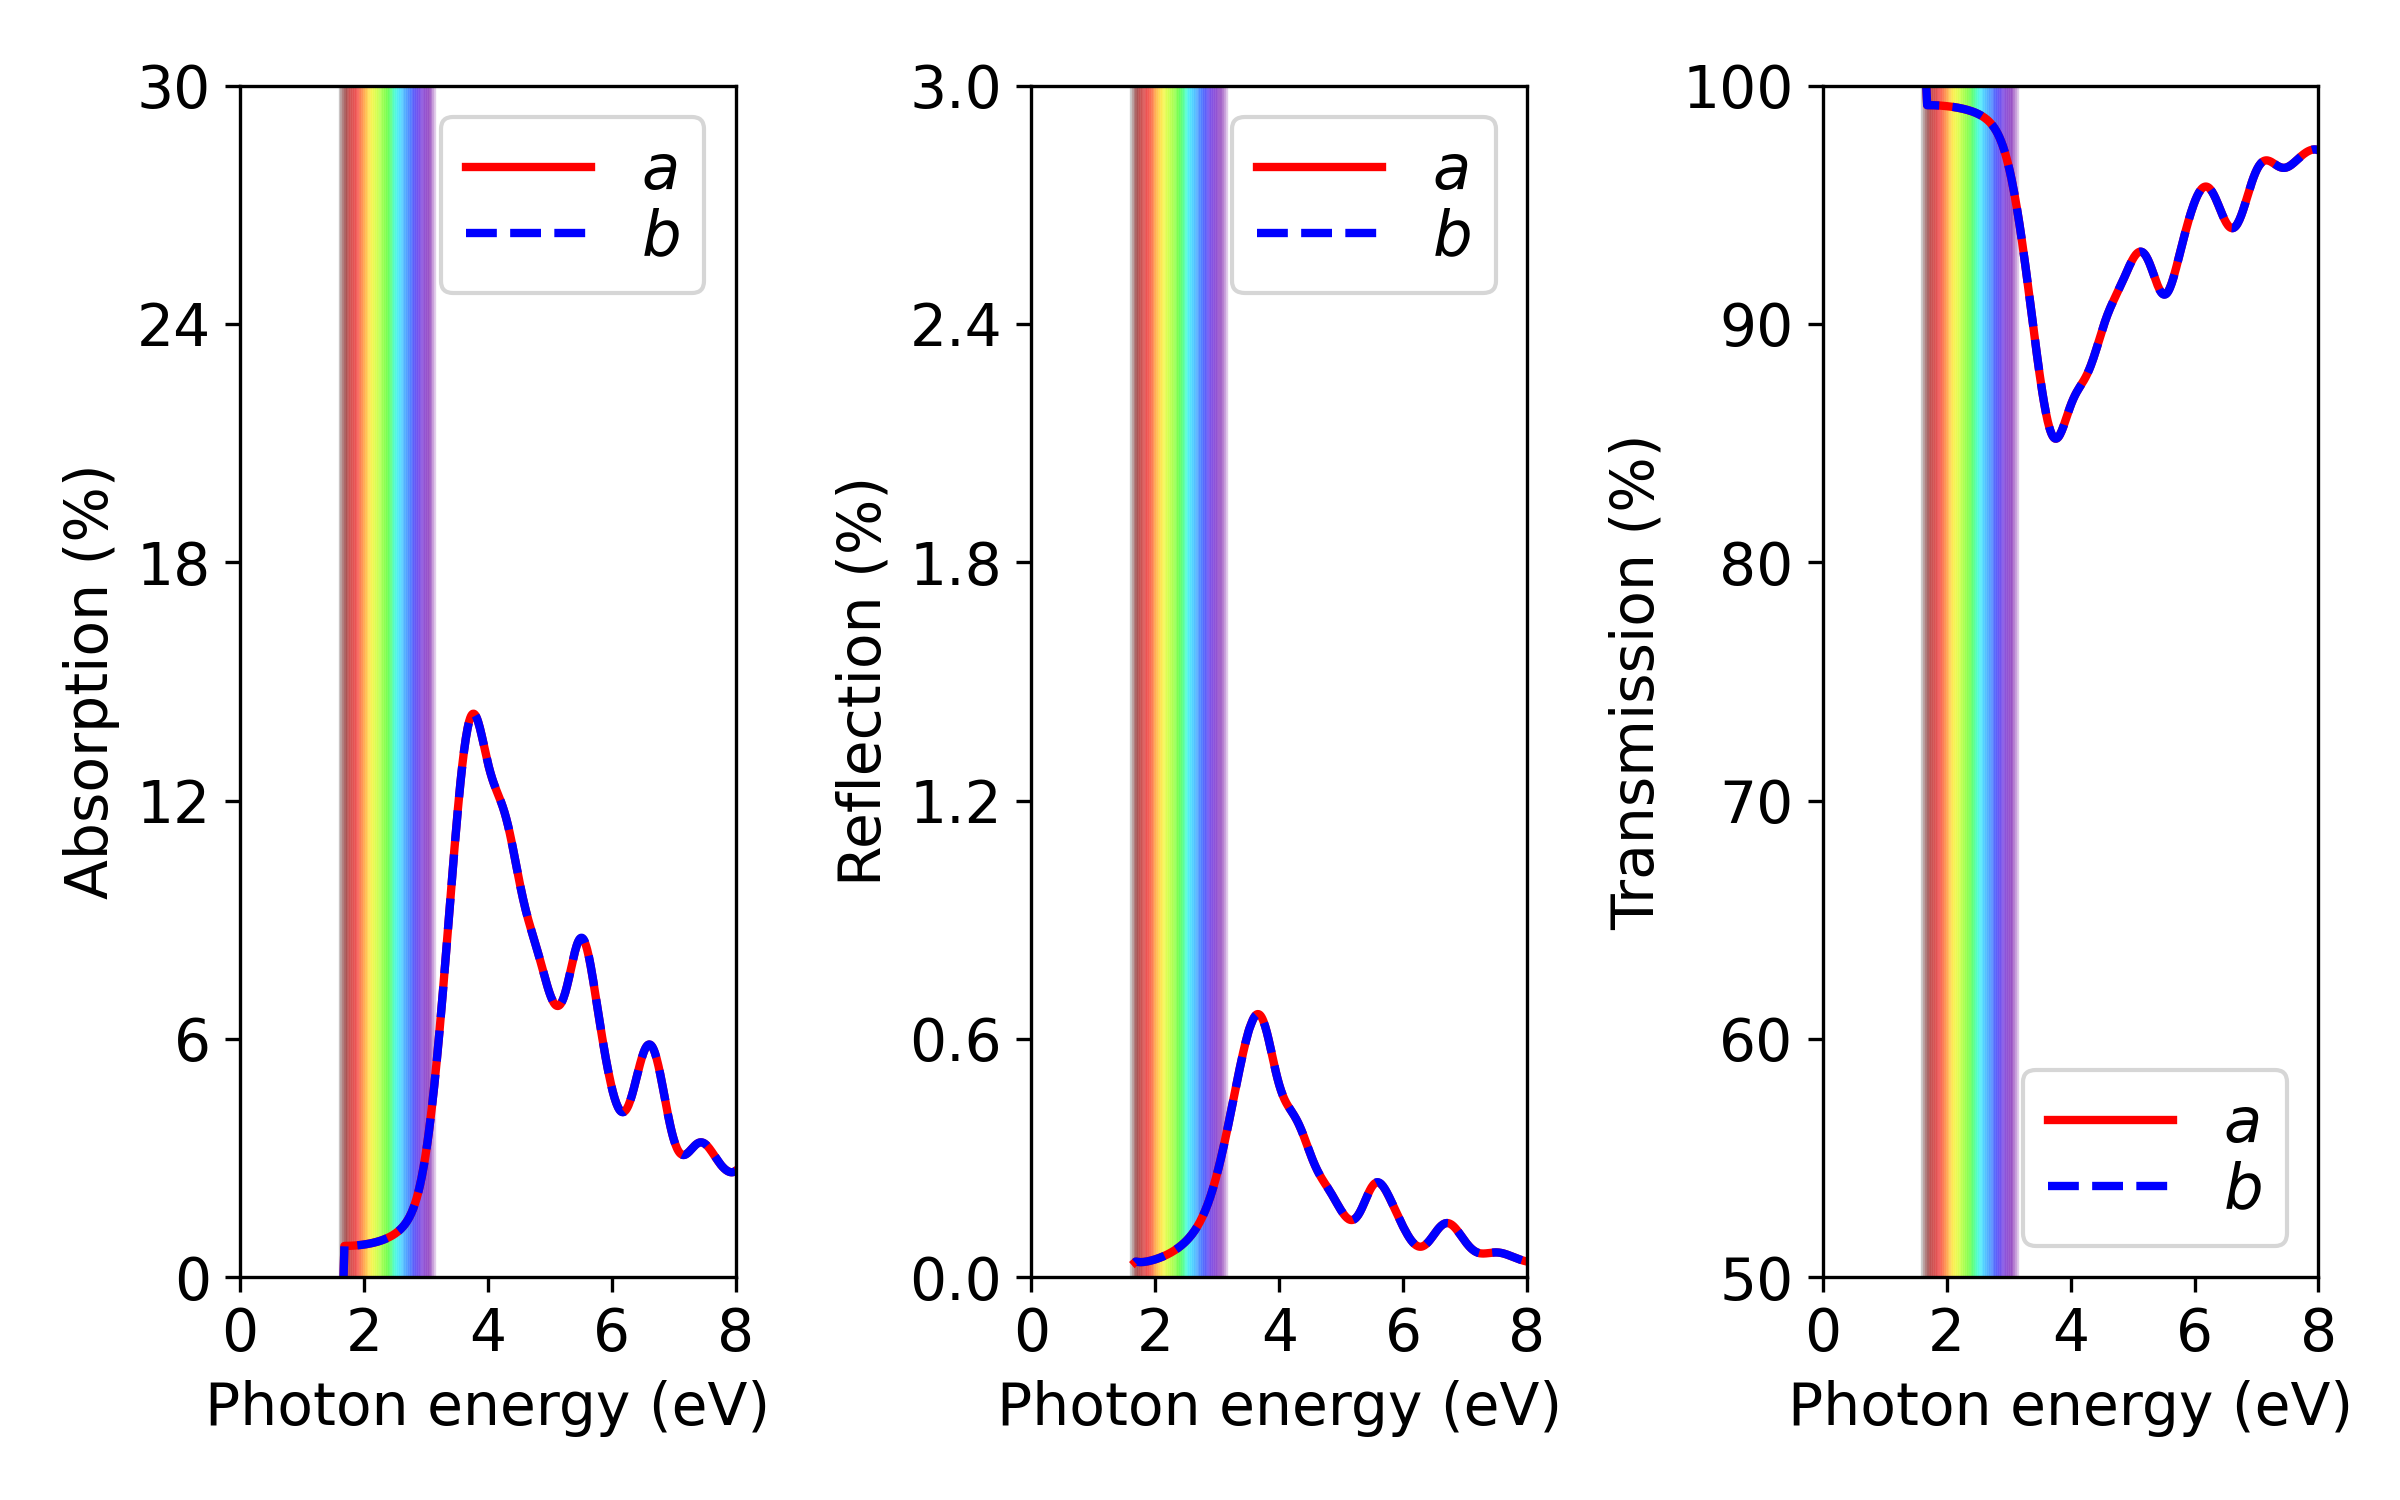 30
24
18
12
6
0
0 2 4 6 8
Absorption (%)
Photon energy (eV)
a
b
3.0
2.4
1.8
1.2
0.6
0.0
0 2 4 6 8
Reflection (%)
Photon energy (eV)
a
b
100
90
80
70
60
50
0 2 4 6 8
Transmission (%)
Photon energy (eV)
a
b